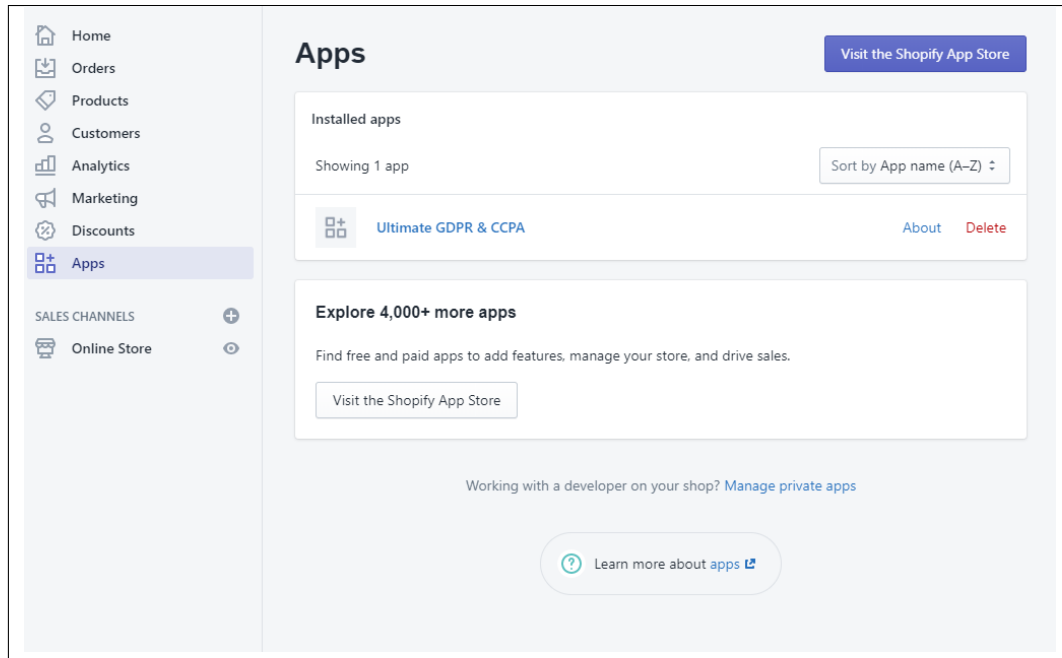 Home
Orders
Products
Customers
Analytics
Marketing
Discounts
Apps
SALES CHANNELS
Online Store
Apps
Visit the Shopify App Store
Installed apps
Showing 1 app
Sort by App name (A–Z)
Ultimate GDPR & CCPA
About
Delete
Explore 4,000+ more apps
Find free and paid apps to add features, manage your store, and drive sales.
Visit the Shopify App Store
Working with a developer on your shop? Manage private apps
Learn more about apps